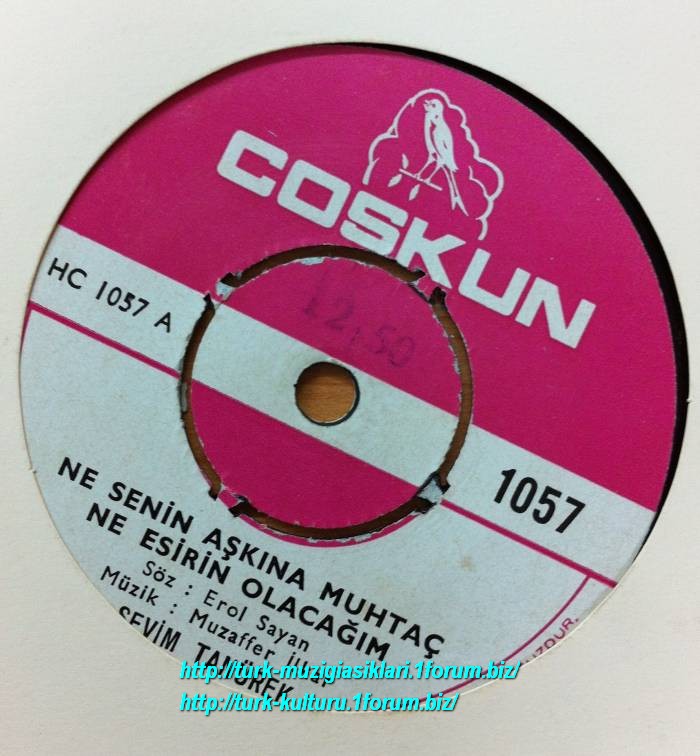 COSKUN
12,50
HC 1057 A
1057
NE SENİN AŞKINA MUHTAÇ
NE ESİRİN OLACAĞIM
Söz : Erol Sayan
Müzik : Muzaffer
SEVİM TANÜREK
http://turk-muzigiasiklari.1forum.biz/
http://turk-kulturu.1forum.biz/